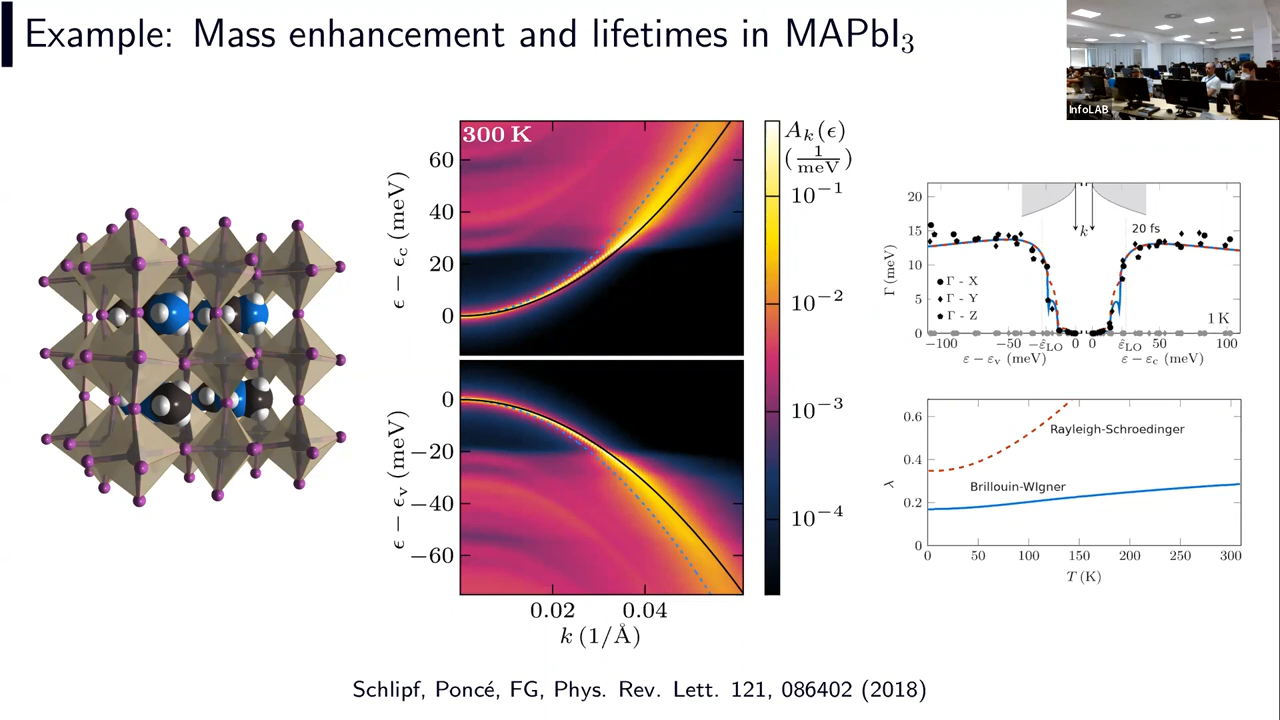 Example: Mass enhancement and lifetimes in MAPbI₃
InfoLAB
300 K
60
40
20
0
ϵ − ϵc (meV)
0
−20
−40
−60
ϵ − ϵv (meV)
0.02 0.04
k (1/Å)
Ak(ϵ)
(1/meV)
10⁻¹
10⁻²
10⁻³
10⁻⁴
20
15
10
5
0
Γ (meV)
k
20 fs
Γ - X
Γ - Y
Γ - Z
1 K
−100 −50 −εLO 0 0 εLO 50 100
ε − εv (meV) ε − εc (meV)
0.6
0.4
0.2
0
λ
Rayleigh-Schroedinger
Brillouin-WIgner
0 50 100 150 200 250 300
T (K)
Schlipf, Poncé, FG, Phys. Rev. Lett. 121, 086402 (2018)